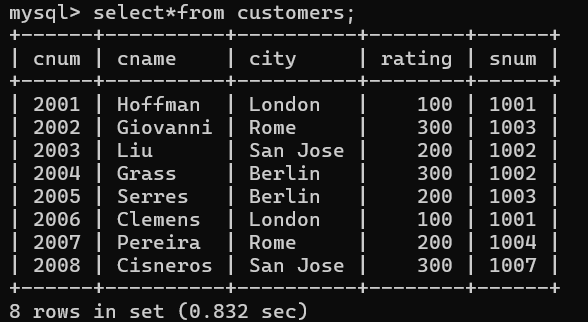 mysql> select*from customers;
+------+----------+----------+--------+------+
| cnum | cname    | city     | rating | snum |
+------+----------+----------+--------+------+
| 2001 | Hoffman  | London   |    100 | 1001 |
| 2002 | Giovanni | Rome     |    300 | 1003 |
| 2003 | Liu      | San Jose |    200 | 1002 |
| 2004 | Grass    | Berlin   |    300 | 1002 |
| 2005 | Serres   | Berlin   |    200 | 1003 |
| 2006 | Clemens  | London   |    100 | 1001 |
| 2007 | Pereira  | Rome     |    200 | 1004 |
| 2008 | Cisneros | San Jose |    300 | 1007 |
+------+----------+----------+--------+------+
8 rows in set (0.832 sec)